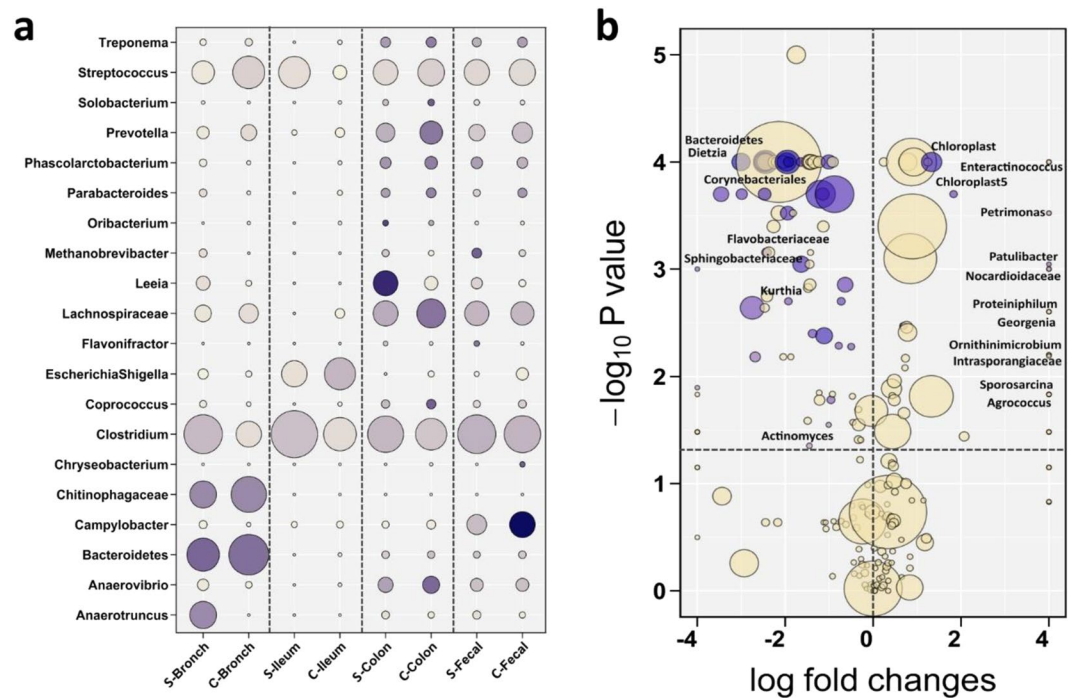 a
Treponema
Streptococcus
Solobacterium
Prevotella
Phascolarctobacterium
Parabacteroides
Oribacterium
Methanobrevibacter
Leeia
Lachnospiraceae
Flavonifractor
EscherichiaShigella
Coprococcus
Clostridium
Chryseobacterium
Chitinophagaceae
Campylobacter
Bacteroidetes
Anaerovibrio
Anaerotruncus
S-Bronch
C-Bronch
S-Ileum
C-Ileum
S-Colon
C-Colon
S-Fecal
C-Fecal
b
5
4
3
2
1
0
−log10 P value
Bacteroidetes
Dietzia
Corynebacteriales
Flavobacteriaceae
Sphingobacteriaceae
Kurthia
Actinomyces
Chloroplast
Enteractinococcus
Chloroplast5
Petrimonas
Patulibacter
Nocardioidaceae
Proteiniphilum
Georgenia
Ornithinimicrobium
Intrasporangiaceae
Sporosarcina
Agrococcus
-4 -2 0 2 4
log fold changes